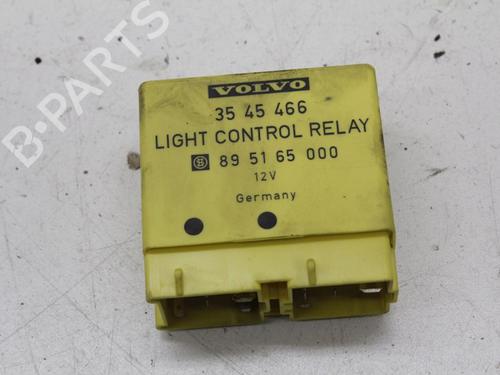 VOLVO
35 45 466
LIGHT CONTROL RELAY
89 51 65 000
12V
Germany
B-PARTS